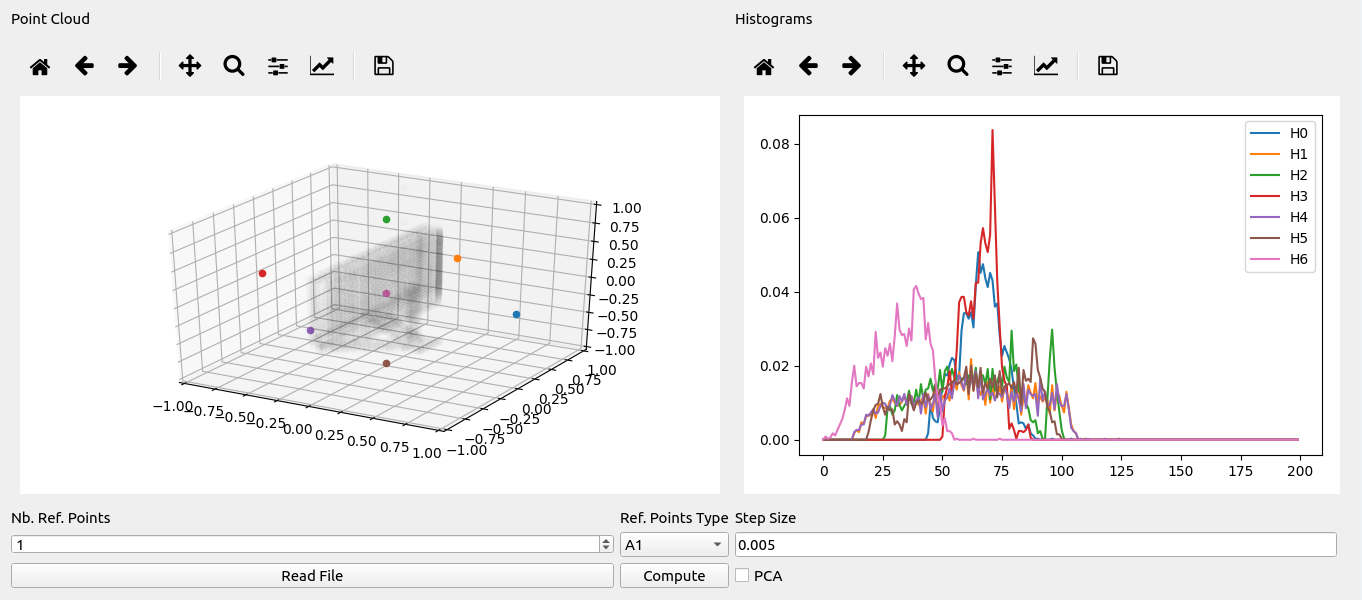 Point Cloud
Histograms
1.00
0.75
0.50
0.25
0.00
−0.25
−0.50
−0.75
−1.00
−1.00
−0.75
−0.50
−0.25
0.00
0.25
0.50
0.75
1.00
−1.00
−0.75
−0.50
−0.25
0.00
0.25
0.50
0.75
1.00
0.08
0.06
0.04
0.02
0.00
0
25
50
75
100
125
150
175
200
H0
H1
H2
H3
H4
H5
H6
Nb. Ref. Points
Ref. Points Type
Step Size
1
A1
0.005
Read File
Compute
PCA